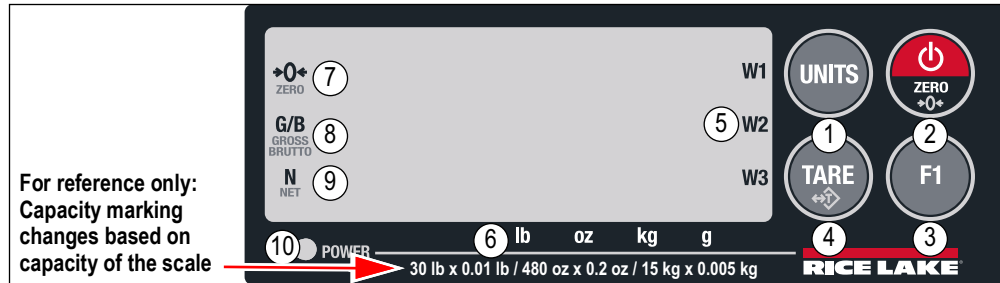 For reference only:
Capacity marking
changes based on
capacity of the scale
→0←
ZERO
7
G/B
GROSS
BRUTTO
8
N
NET
9
W1
5 W2
W3
UNITS
1
ZERO
→0←
2
TARE
↔T
4
F1
3
10 POWER
6 lb oz kg g
30 lb x 0.01 lb / 480 oz x 0.2 oz / 15 kg x 0.005 kg
RICE LAKE